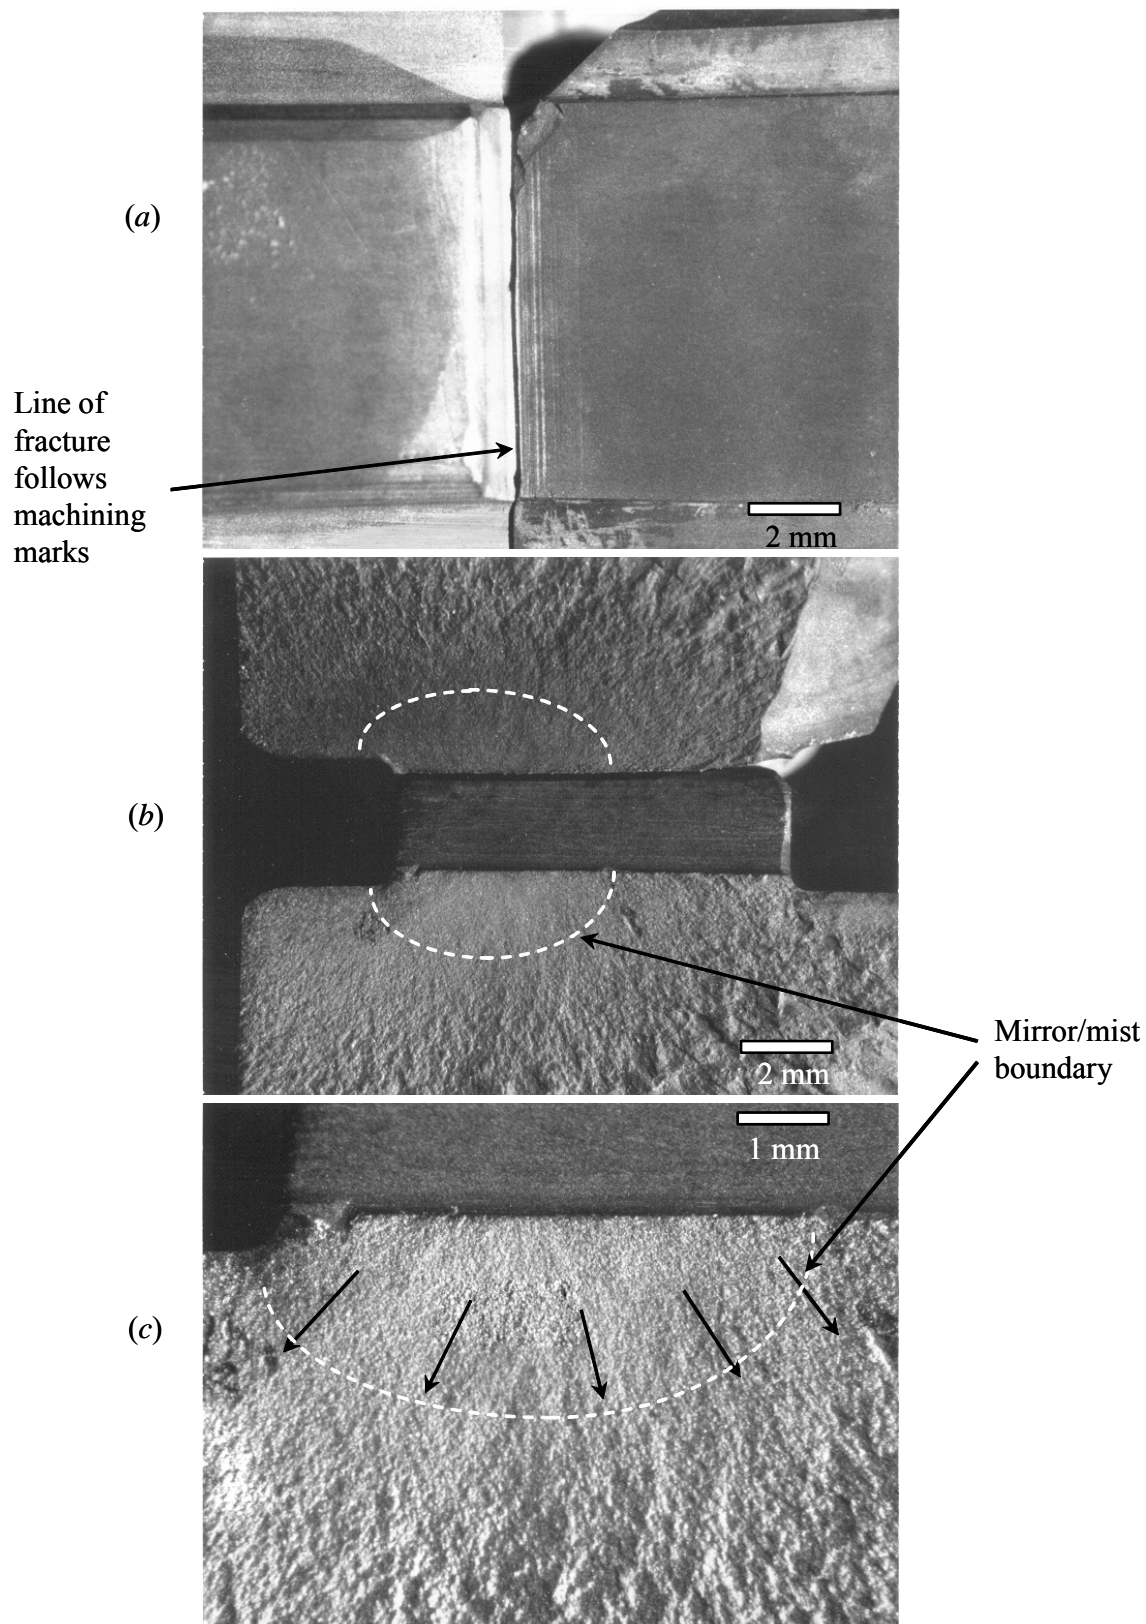 (a)
Line of
fracture
follows
machining
marks
2 mm
(b)
2 mm
Mirror/mist
boundary
1 mm
(c)